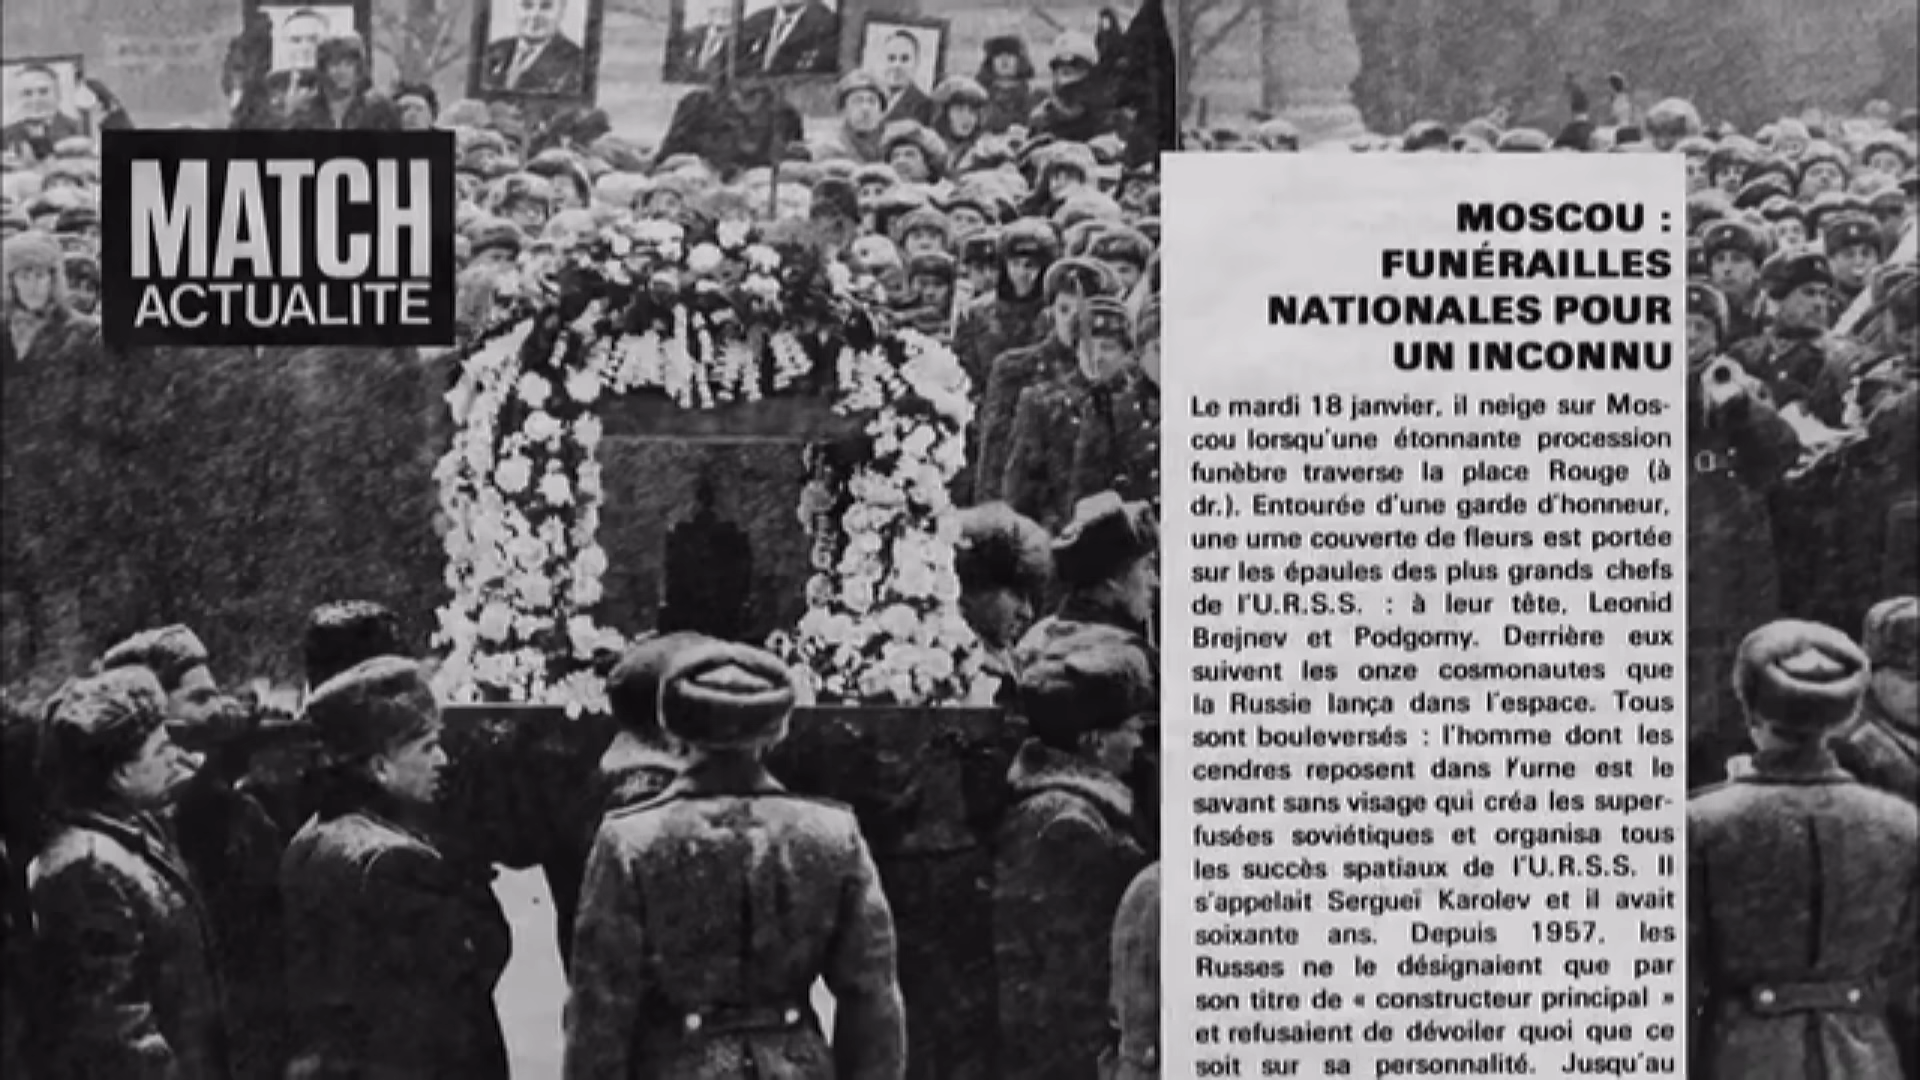 MATCH
ACTUALITE
MOSCOU :
FUNÉRAILLES
NATIONALES POUR
UN INCONNU
Le mardi 18 janvier, il neige sur Mos-
cou lorsqu'une étonnante procession
funèbre traverse la place Rouge (à
dr.). Entourée d'une garde d'honneur,
une urne couverte de fleurs est portée
sur les épaules des plus grands chefs
de l'U.R.S.S. : à leur tête, Leonid
Brejnev et Podgorny. Derrière eux
suivent les onze cosmonautes que
la Russie lança dans l'espace. Tous
sont bouleversés : l'homme dont les
cendres reposent dans l'urne est le
savant sans visage qui créa les super-
fusées soviétiques et organisa tous
les succès spatiaux de l'U.R.S.S. Il
s'appelait Sergueï Karolev et il avait
soixante ans. Depuis 1957, les
Russes ne le désignaient que par
son titre de « constructeur principal »
et refusaient de dévoiler quoi que ce
soit sur sa personnalité. Jusqu'au